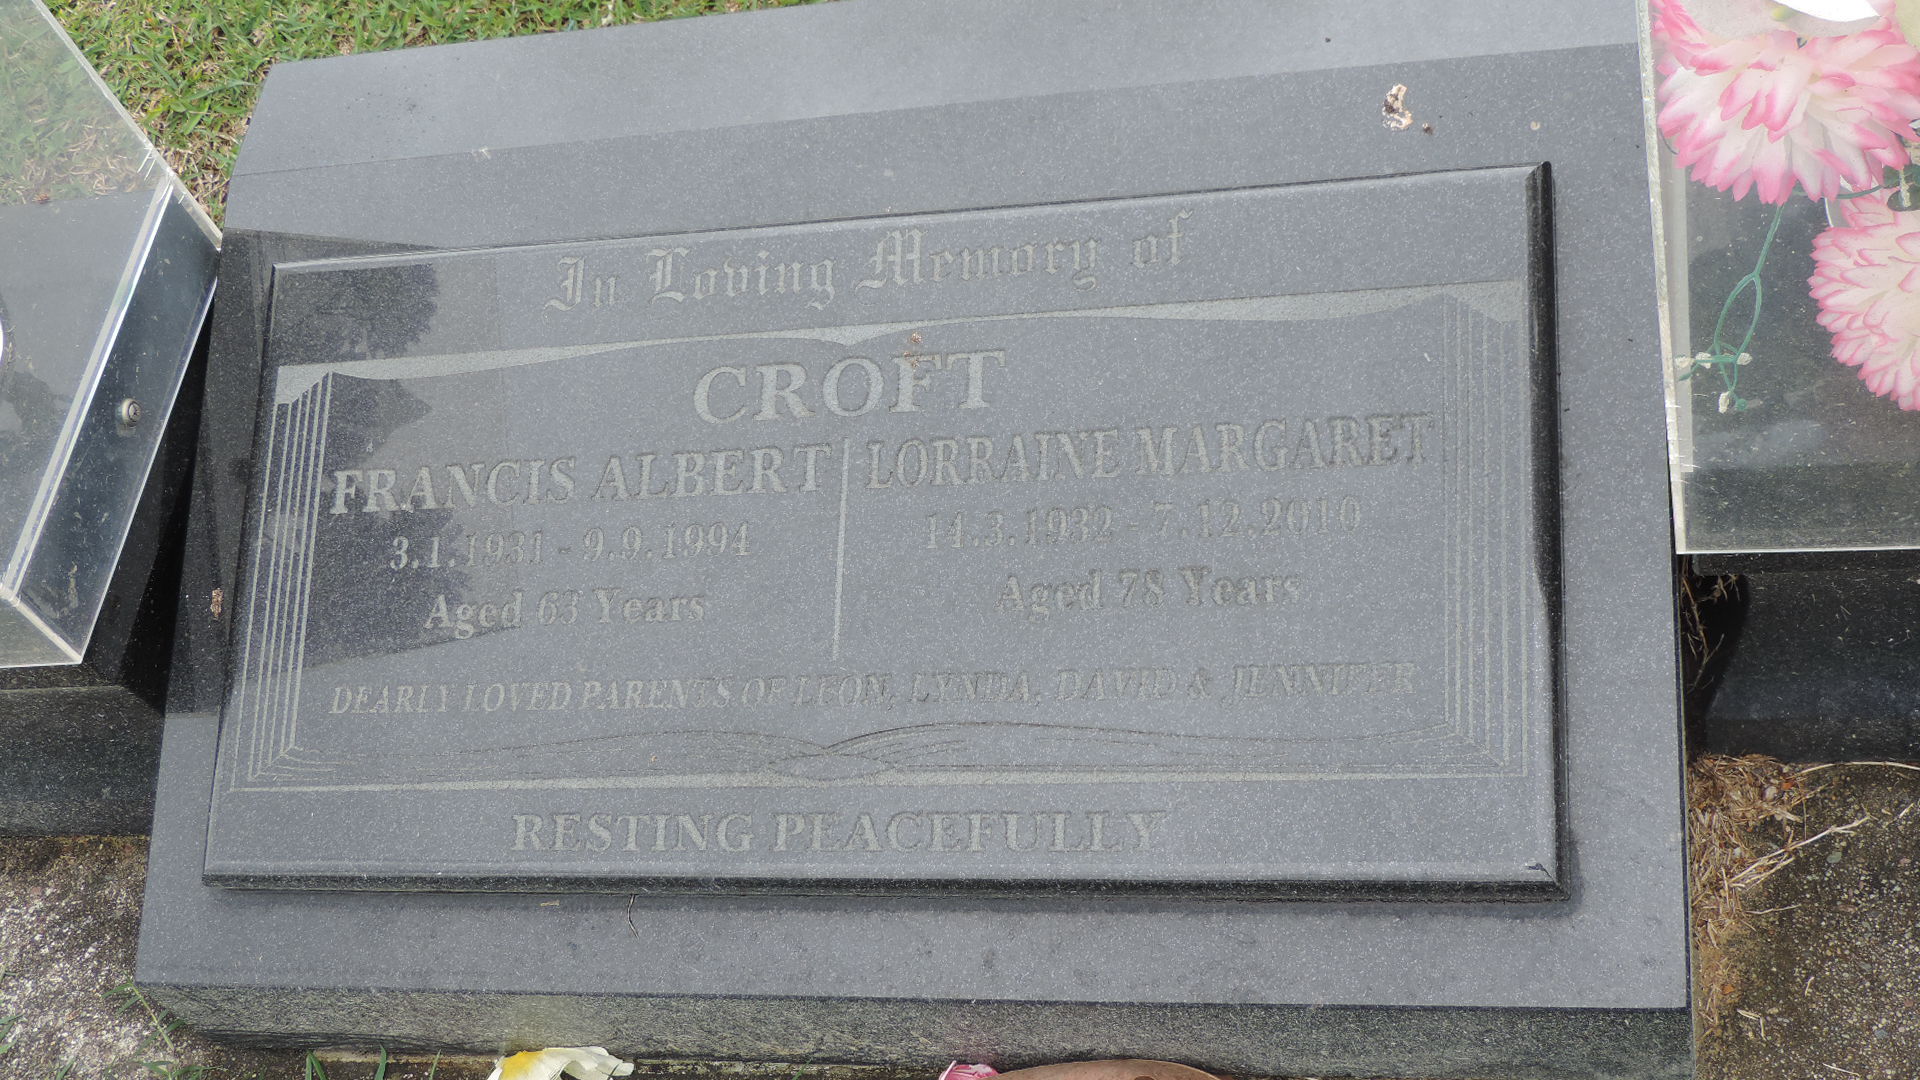 In Loving Memory of
CROFT
FRANCIS ALBERT
3.1.1931 - 9.9.1994
Aged 63 Years
LORRAINE MARGARET
14.3.1932 - 7.12.2010
Aged 78 Years
DEARLY LOVED PARENTS OF LEON, LYNDA, DAVID & JENNIFER
RESTING PEACEFULLY